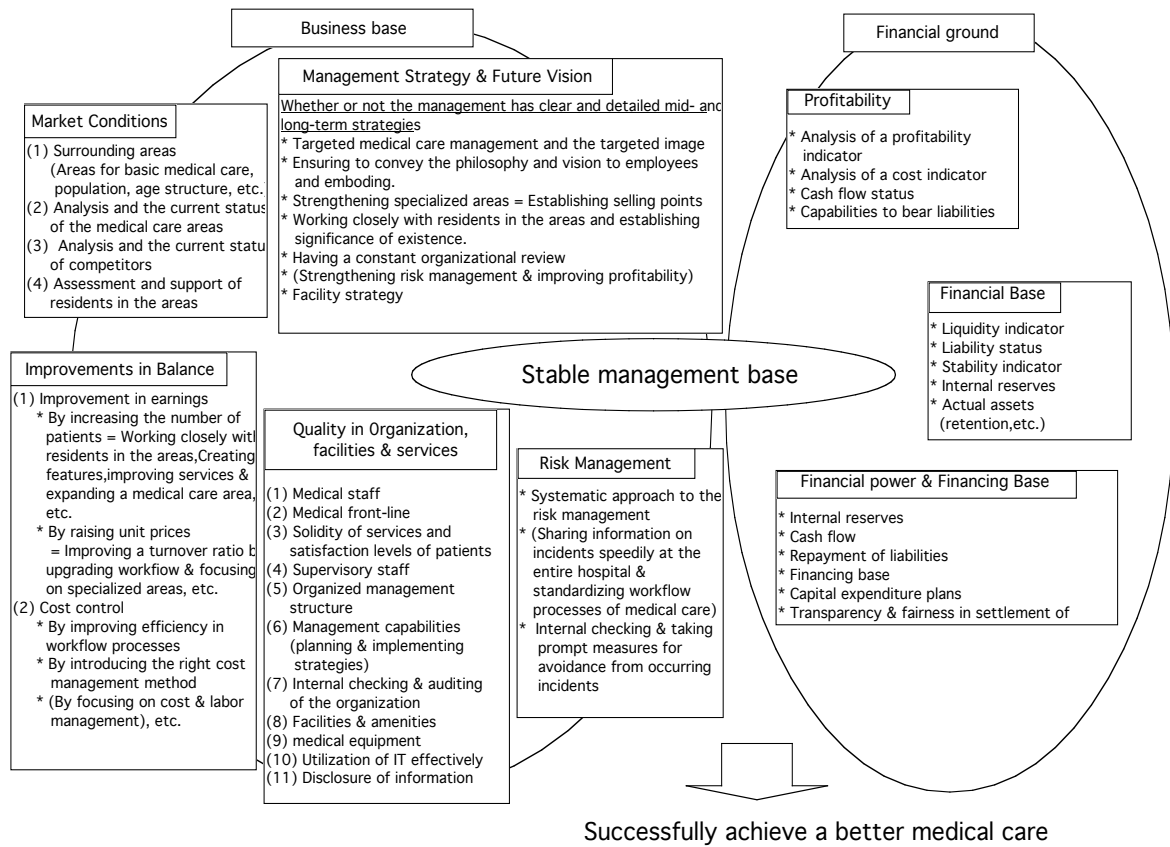 Business base
Financial ground
Management Strategy & Future Vision
Whether or not the management has clear and detailed mid- and
long-term strategies
* Targeted medical care management and the targeted image
* Ensuring to convey the philosophy and vision to employees
and emboding.
* Strengthening specialized areas = Establishing selling points
* Working closely with residents in the areas and establishing
significance of existence.
* Having a constant organizational review
* (Strengthening risk management & improving profitability)
* Facility strategy
Market Conditions
(1) Surrounding areas
(Areas for basic medical care,
population, age structure, etc.
(2) Analysis and the current status
of the medical care areas
(3) Analysis and the current statu
of competitors
(4) Assessment and support of
residents in the areas
Profitability
* Analysis of a profitability
indicator
* Analysis of a cost indicator
* Cash flow status
* Capabilities to bear liabilities
Financial Base
* Liquidity indicator
* Liability status
* Stability indicator
* Internal reserves
* Actual assets
(retention,etc.)
Stable management base
Improvements in Balance
(1) Improvement in earnings
* By increasing the number of
patients = Working closely with
residents in the areas,Creating
features,improving services &
expanding a medical care area,
etc.
* By raising unit prices
= Improving a turnover ratio b
upgrading workflow & focusing
on specialized areas, etc.
(2) Cost control
* By improving efficiency in
workflow processes
* By introducing the right cost
management method
* (By focusing on cost & labor
management), etc.
Quality in Organization,
facilities & services
(1) Medical staff
(2) Medical front-line
(3) Solidity of services and
satisfaction levels of patients
(4) Supervisory staff
(5) Organized management
structure
(6) Management capabilities
(planning & implementing
strategies)
(7) Internal checking & auditing
of the organization
(8) Facilities & amenities
(9) medical equipment
(10) Utilization of IT effectively
(11) Disclosure of information
Risk Management
* Systematic approach to the
risk management
* (Sharing information on
incidents speedily at the
entire hospital &
standardizing workflow
processes of medical care)
* Internal checking & taking
prompt measures for
avoidance from occurring
incidents
Financial power & Financing Base
* Internal reserves
* Cash flow
* Repayment of liabilities
* Financing base
* Capital expenditure plans
* Transparency & fairness in settlement of
Successfully achieve a better medical care